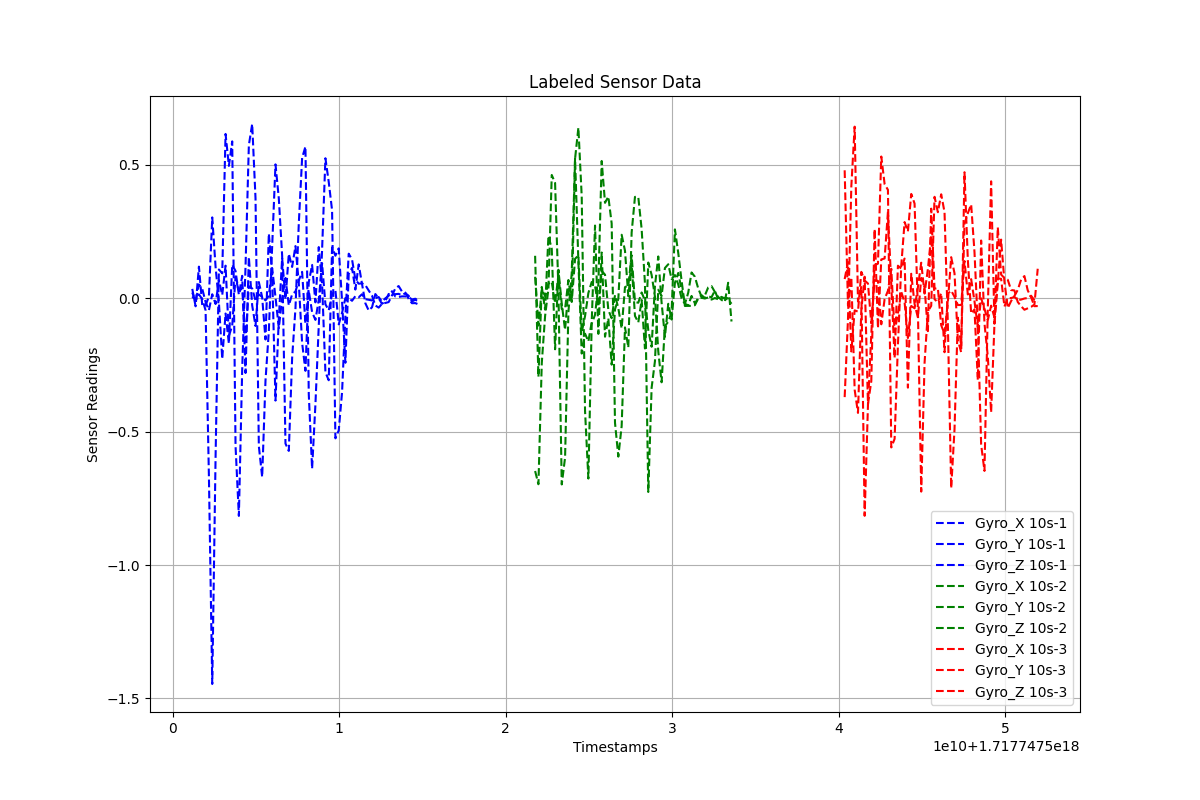 Labeled Sensor Data
Sensor Readings
0.5
0.0
−0.5
−1.0
−1.5
0 1 2 3 4 5
Timestamps
1e10+1.7177475e18
Gyro_X 10s-1
Gyro_Y 10s-1
Gyro_Z 10s-1
Gyro_X 10s-2
Gyro_Y 10s-2
Gyro_Z 10s-2
Gyro_X 10s-3
Gyro_Y 10s-3
Gyro_Z 10s-3